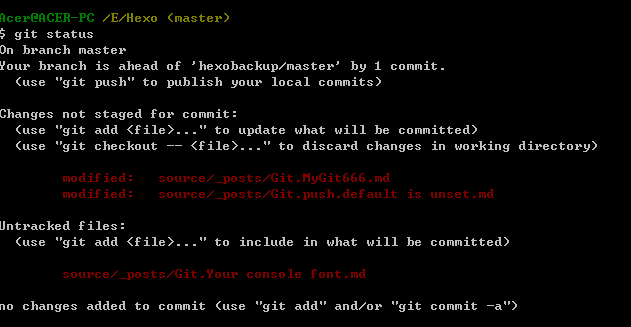 Acer@ACER-PC /E/Hexo (master)
$ git status
On branch master
Your branch is ahead of 'hexobackup/master' by 1 commit.
  (use "git push" to publish your local commits)
Changes not staged for commit:
  (use "git add <file>..." to update what will be committed)
  (use "git checkout -- <file>..." to discard changes in working directory)
        modified:   source/_posts/Git.MyGit666.md
        modified:   source/_posts/Git.push.default is unset.md
Untracked files:
  (use "git add <file>..." to include in what will be committed)
        source/_posts/Git.Your console font.md
no changes added to commit (use "git add" and/or "git commit -a")